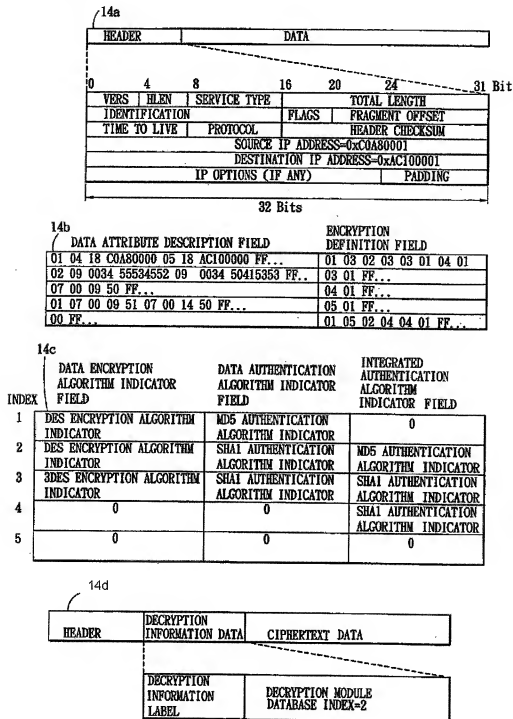 14a
HEADER DATA
0 4 8 16 20 24 31 Bit
VERS HLEN SERVICE TYPE TOTAL LENGTH
IDENTIFICATION FLAGS FRAGMENT OFFSET
TIME TO LIVE PROTOCOL HEADER CHECKSUM
SOURCE IP ADDRESS=0xC0A80001
DESTINATION IP ADDRESS=0xAC100001
IP OPTIONS (IF ANY) PADDING
32 Bits
14b
DATA ATTRIBUTE DESCRIPTION FIELD
ENCRYPTION
DEFINITION FIELD
01 04 18 C0A80000 05 18 AC100000 FF... 01 03 02 03 03 01 04 01
02 09 0034 55534552 09 0034 50415353 FF.. 03 01 FF...
07 00 09 50 FF... 04 01 FF...
01 07 00 09 51 07 00 14 50 FF... 05 01 FF...
00 FF... 01 05 02 04 04 01 FF...
14c
INDEX
DATA ENCRYPTION
ALGORITHM INDICATOR
FIELD
DATA AUTHENTICATION
ALGORITHM INDICATOR
FIELD
INTEGRATED
AUTHENTICATION
ALGORITHM
INDICATOR FIELD
1 DES ENCRYPTION ALGORITHM MD5 AUTHENTICATION 0
INDICATOR ALGORITHM INDICATOR
2 DES ENCRYPTION ALGORITHM SHA1 AUTHENTICATION MD5 AUTHENTICATION
INDICATOR ALGORITHM INDICATOR ALGORITHM INDICATOR
3 3DES ENCRYPTION ALGORITHM SHA1 AUTHENTICATION SHA1 AUTHENTICATION
INDICATOR ALGORITHM INDICATOR ALGORITHM INDICATOR
4 0 0 SHA1 AUTHENTICATION
ALGORITHM INDICATOR
5 0 0 0
14d
HEADER
DECRYPTION
INFORMATION DATA
CIPHERTEXT DATA
DECRYPTION
INFORMATION
LABEL
DECRYPTION MODULE
DATABASE INDEX=2